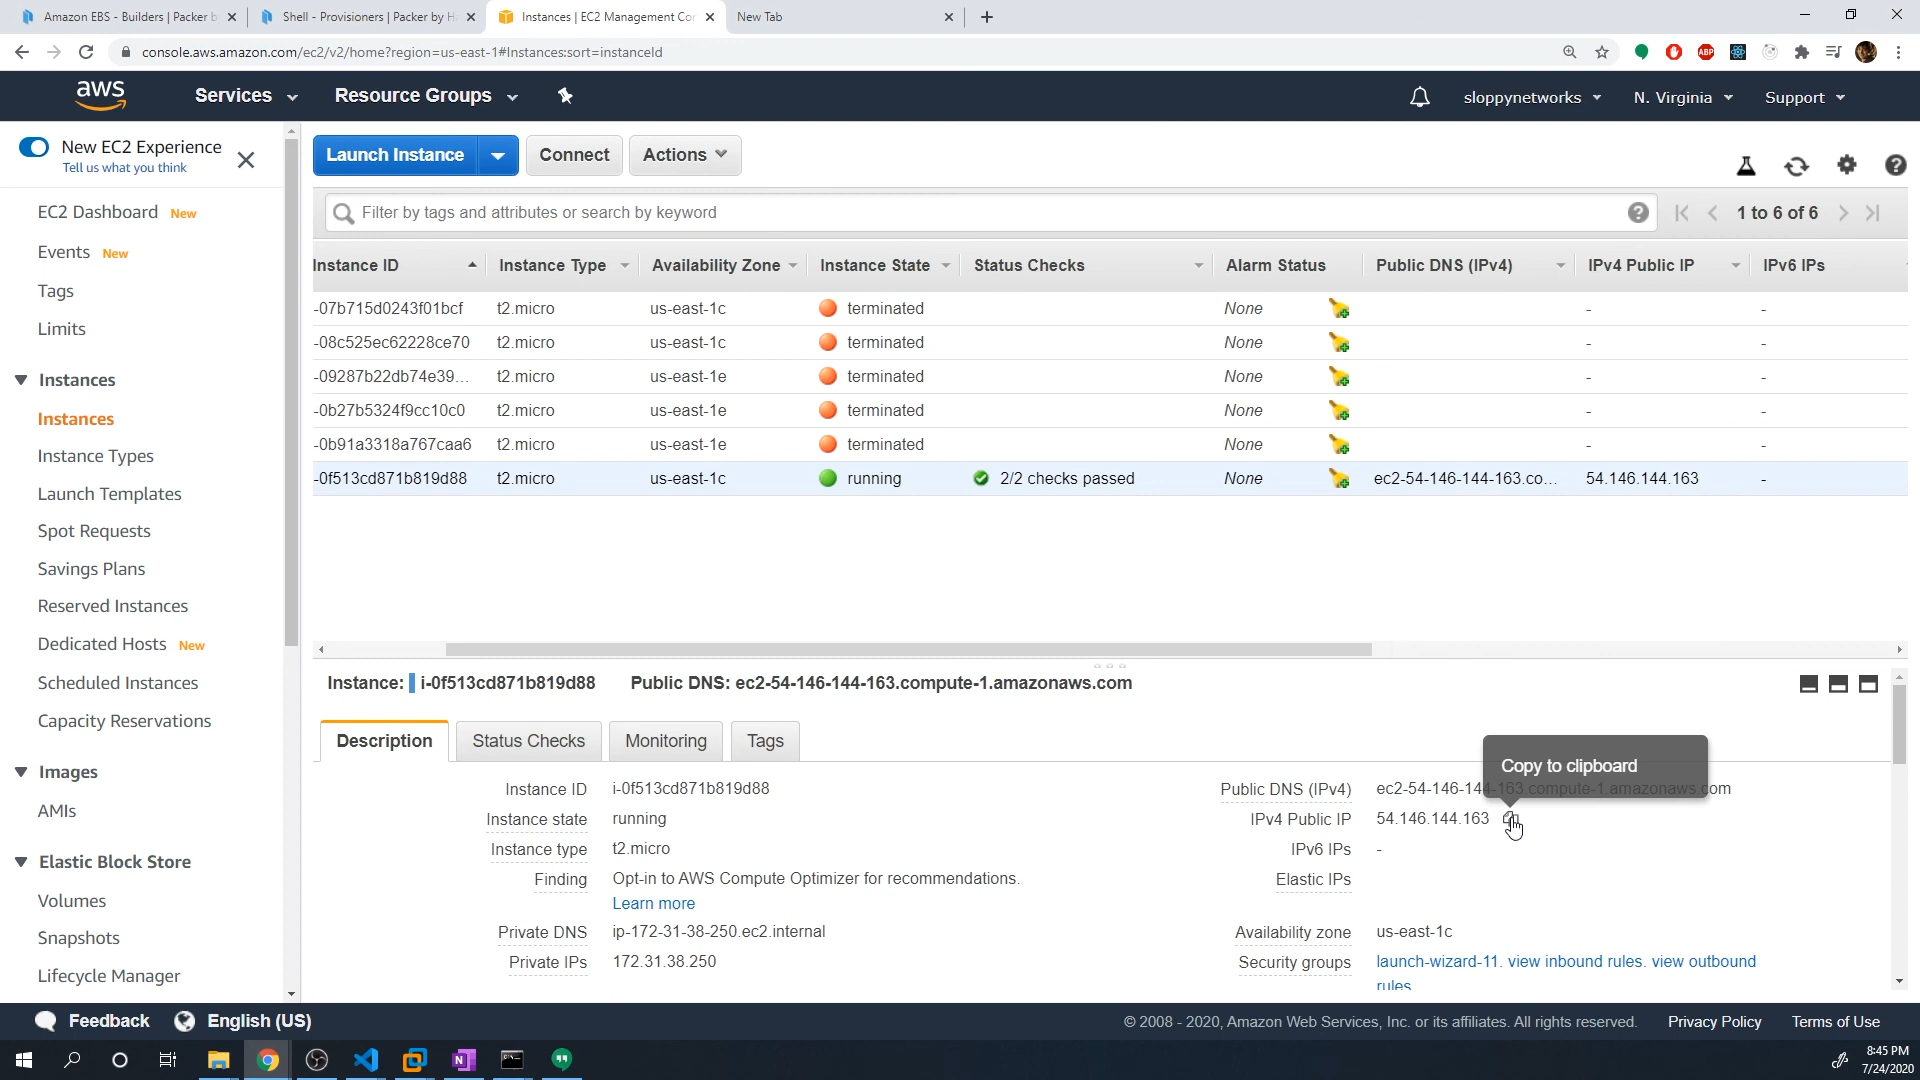 Amazon EBS - Builders | Packer b
Shell - Provisioners | Packer by H
Instances | EC2 Management Con
New Tab
console.aws.amazon.com/ec2/v2/home?region=us-east-1#Instances:sort=instanceId
ABP
aws
Services
Resource Groups
sloppynetworks
N. Virginia
Support
New EC2 Experience
Tell us what you think
EC2 Dashboard New
Events New
Tags
Limits
Instances
Instances
Instance Types
Launch Templates
Spot Requests
Savings Plans
Reserved Instances
Dedicated Hosts New
Scheduled Instances
Capacity Reservations
Images
AMIs
Elastic Block Store
Volumes
Snapshots
Lifecycle Manager
Launch Instance
Connect
Actions
Filter by tags and attributes or search by keyword
1 to 6 of 6
Instance ID Instance Type Availability Zone Instance State Status Checks Alarm Status Public DNS (IPv4) IPv4 Public IP IPv6 IPs
-07b715d0243f01bcf t2.micro us-east-1c terminated None - -
-08c525ec62228ce70 t2.micro us-east-1c terminated None - -
-09287b22db74e39... t2.micro us-east-1e terminated None - -
-0b27b5324f9cc10c0 t2.micro us-east-1e terminated None - -
-0b91a3318a767caa6 t2.micro us-east-1e terminated None - -
-0f513cd871b819d88 t2.micro us-east-1c running 2/2 checks passed None ec2-54-146-144-163.co... 54.146.144.163 -
Instance: i-0f513cd871b819d88 Public DNS: ec2-54-146-144-163.compute-1.amazonaws.com
Description
Status Checks
Monitoring
Tags
Copy to clipboard
Instance ID i-0f513cd871b819d88
Public DNS (IPv4) ec2-54-146-144-163.compute-1.amazonaws.com
Instance state running
IPv4 Public IP 54.146.144.163
Instance type t2.micro
IPv6 IPs -
Finding Opt-in to AWS Compute Optimizer for recommendations.
Learn more
Elastic IPs
Private DNS ip-172-31-38-250.ec2.internal
Availability zone us-east-1c
Private IPs 172.31.38.250
Security groups launch-wizard-11. view inbound rules. view outbound
rules
Feedback
English (US)
© 2008 - 2020, Amazon Web Services, Inc. or its affiliates. All rights reserved.
Privacy Policy
Terms of Use
8:45 PM
7/24/2020